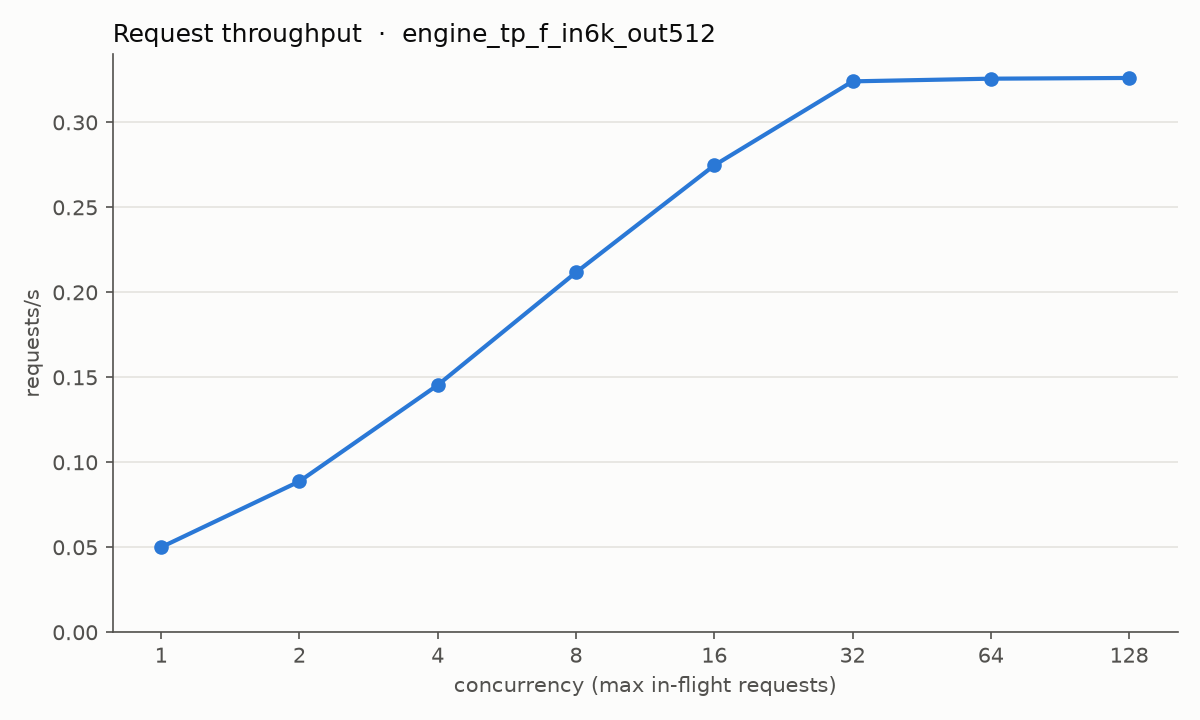 Request throughput · engine_tp_f_in6k_out512
requests/s
0.30
0.25
0.20
0.15
0.10
0.05
0.00
1 2 4 8 16 32 64 128
concurrency (max in-flight requests)